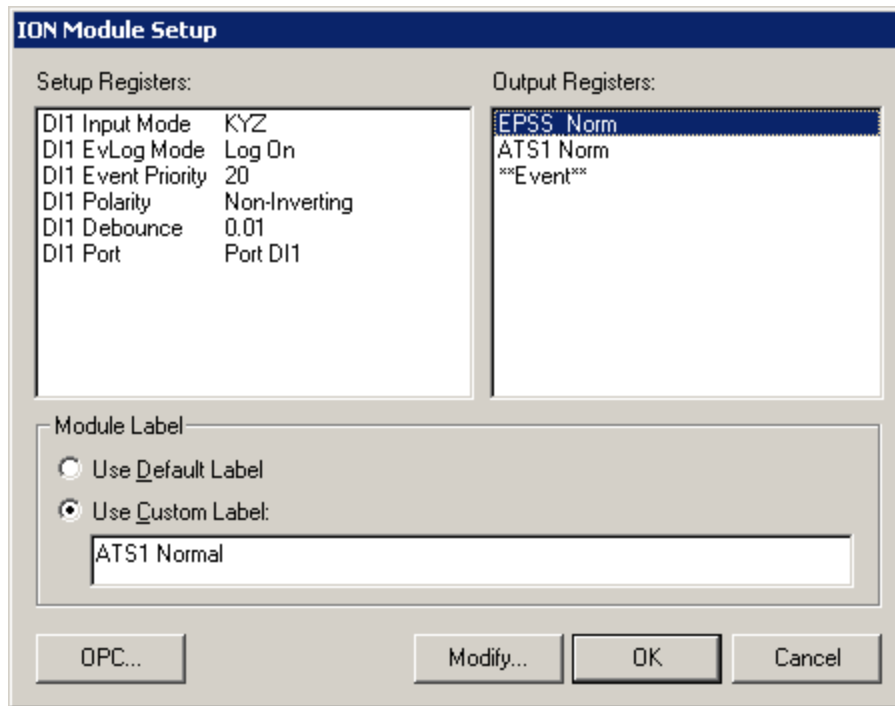 ION Module Setup
Setup Registers:
DI1 Input Mode KYZ
DI1 EvLog Mode Log On
DI1 Event Priority 20
DI1 Polarity Non-Inverting
DI1 Debounce 0.01
DI1 Port Port DI1
Output Registers:
EPSS_Norm
ATS1 Norm
**Event**
Module Label
Use Default Label
Use Custom Label:
ATS1 Normal
OPC...
Modify...
OK
Cancel